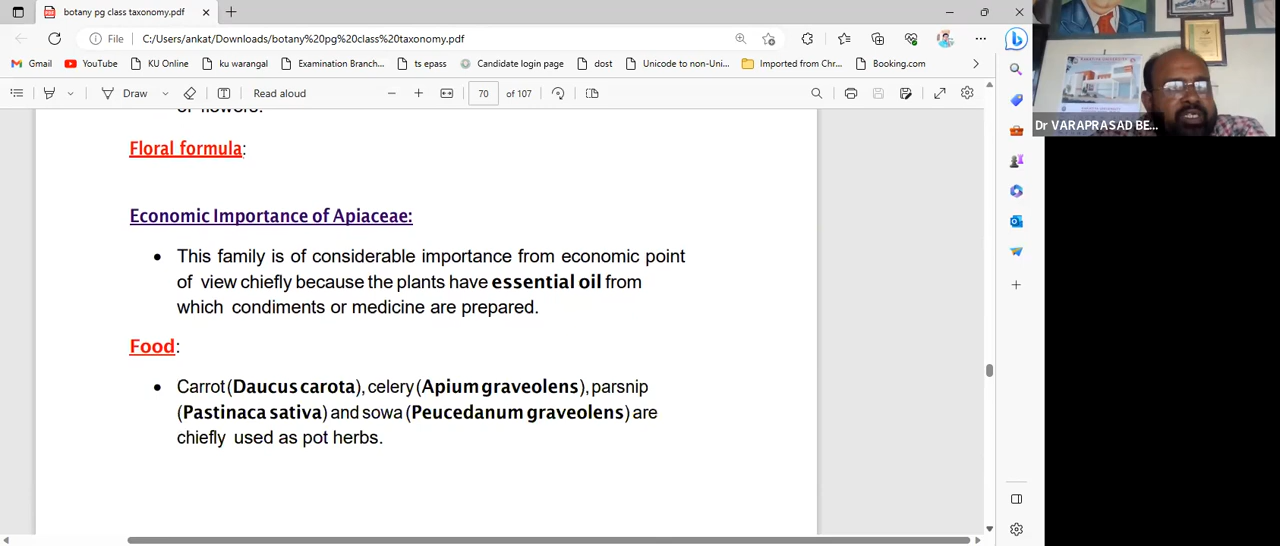 botany pg class taxonomy.pdf
File C:/Users/ankat/Downloads/botany%20pg%20class%20taxonomy.pdf
Gmail YouTube KU Online ku warangal Examination Branch... ts epass Candidate login page dost Unicode to non-Uni... Imported from Chr... Booking.com
Draw Read aloud 70 of 107
Dr VARAPRASAD BE...
of flowers.
Floral formula:
Economic Importance of Apiaceae:
• This family is of considerable importance from economic point
of view chiefly because the plants have essential oil from
which condiments or medicine are prepared.
Food:
• Carrot (Daucus carota), celery (Apium graveolens), parsnip
(Pastinaca sativa) and sowa (Peucedanum graveolens) are
chiefly used as pot herbs.